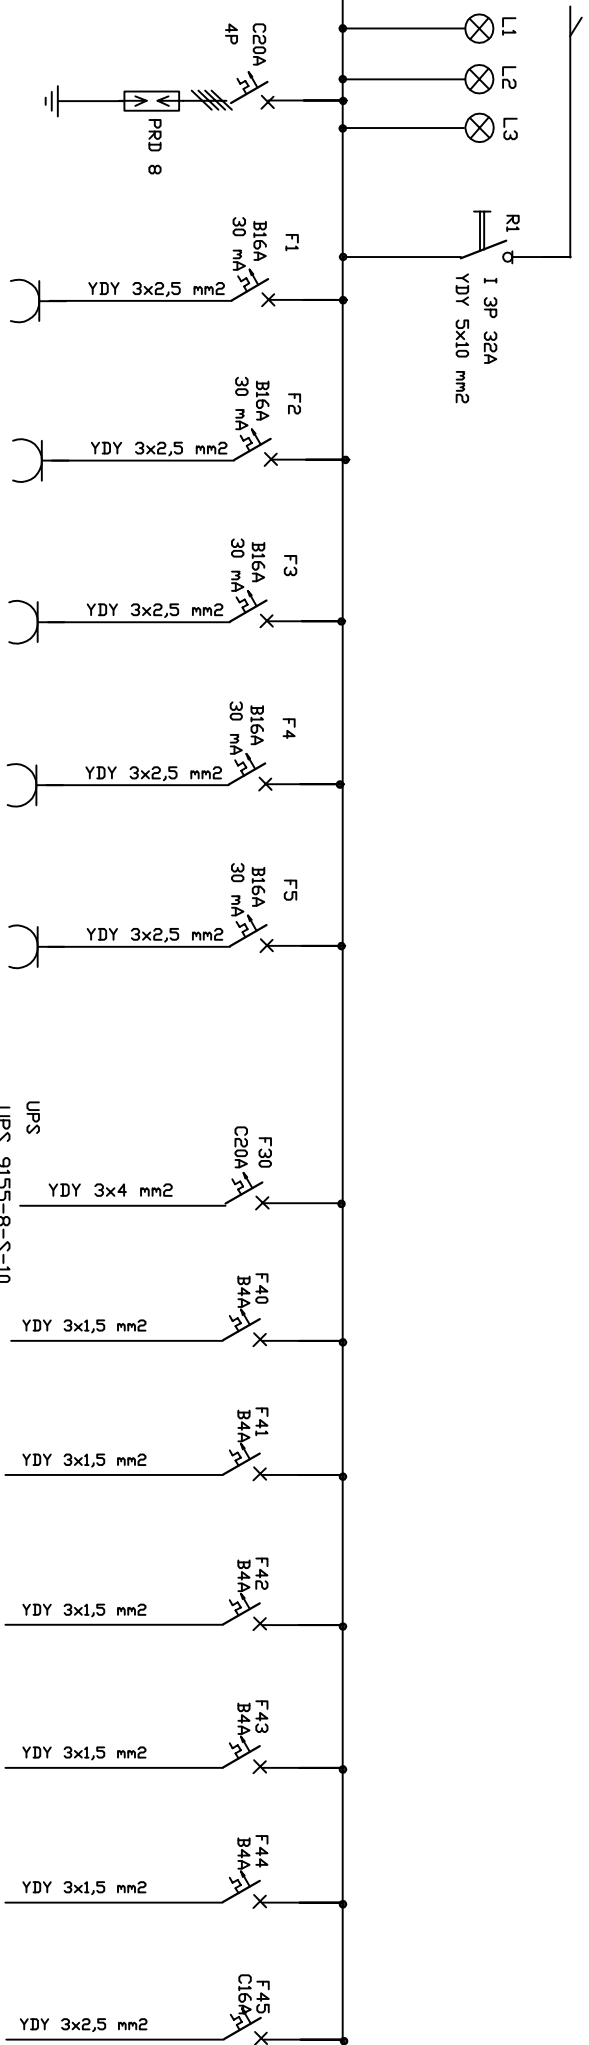 L1
L2
L3
C20A
4P
PRD 8
R1
I 3P 32A
YDY 5x10 mm2
F1
B16A
30 mA
YDY 3x2,5 mm2
F2
B16A
30 mA
YDY 3x2,5 mm2
F3
B16A
30 mA
YDY 3x2,5 mm2
F4
B16A
30 mA
YDY 3x2,5 mm2
F5
B16A
30 mA
YDY 3x2,5 mm2
UPS
UPS 9155-8-S-10
F30
C20A
YDY 3x4 mm2
F40
B4A
YDY 3x1,5 mm2
F41
B4A
YDY 3x1,5 mm2
F42
B4A
YDY 3x1,5 mm2
F43
B4A
YDY 3x1,5 mm2
F44
B4A
YDY 3x1,5 mm2
F45
C16A
YDY 3x2,5 mm2